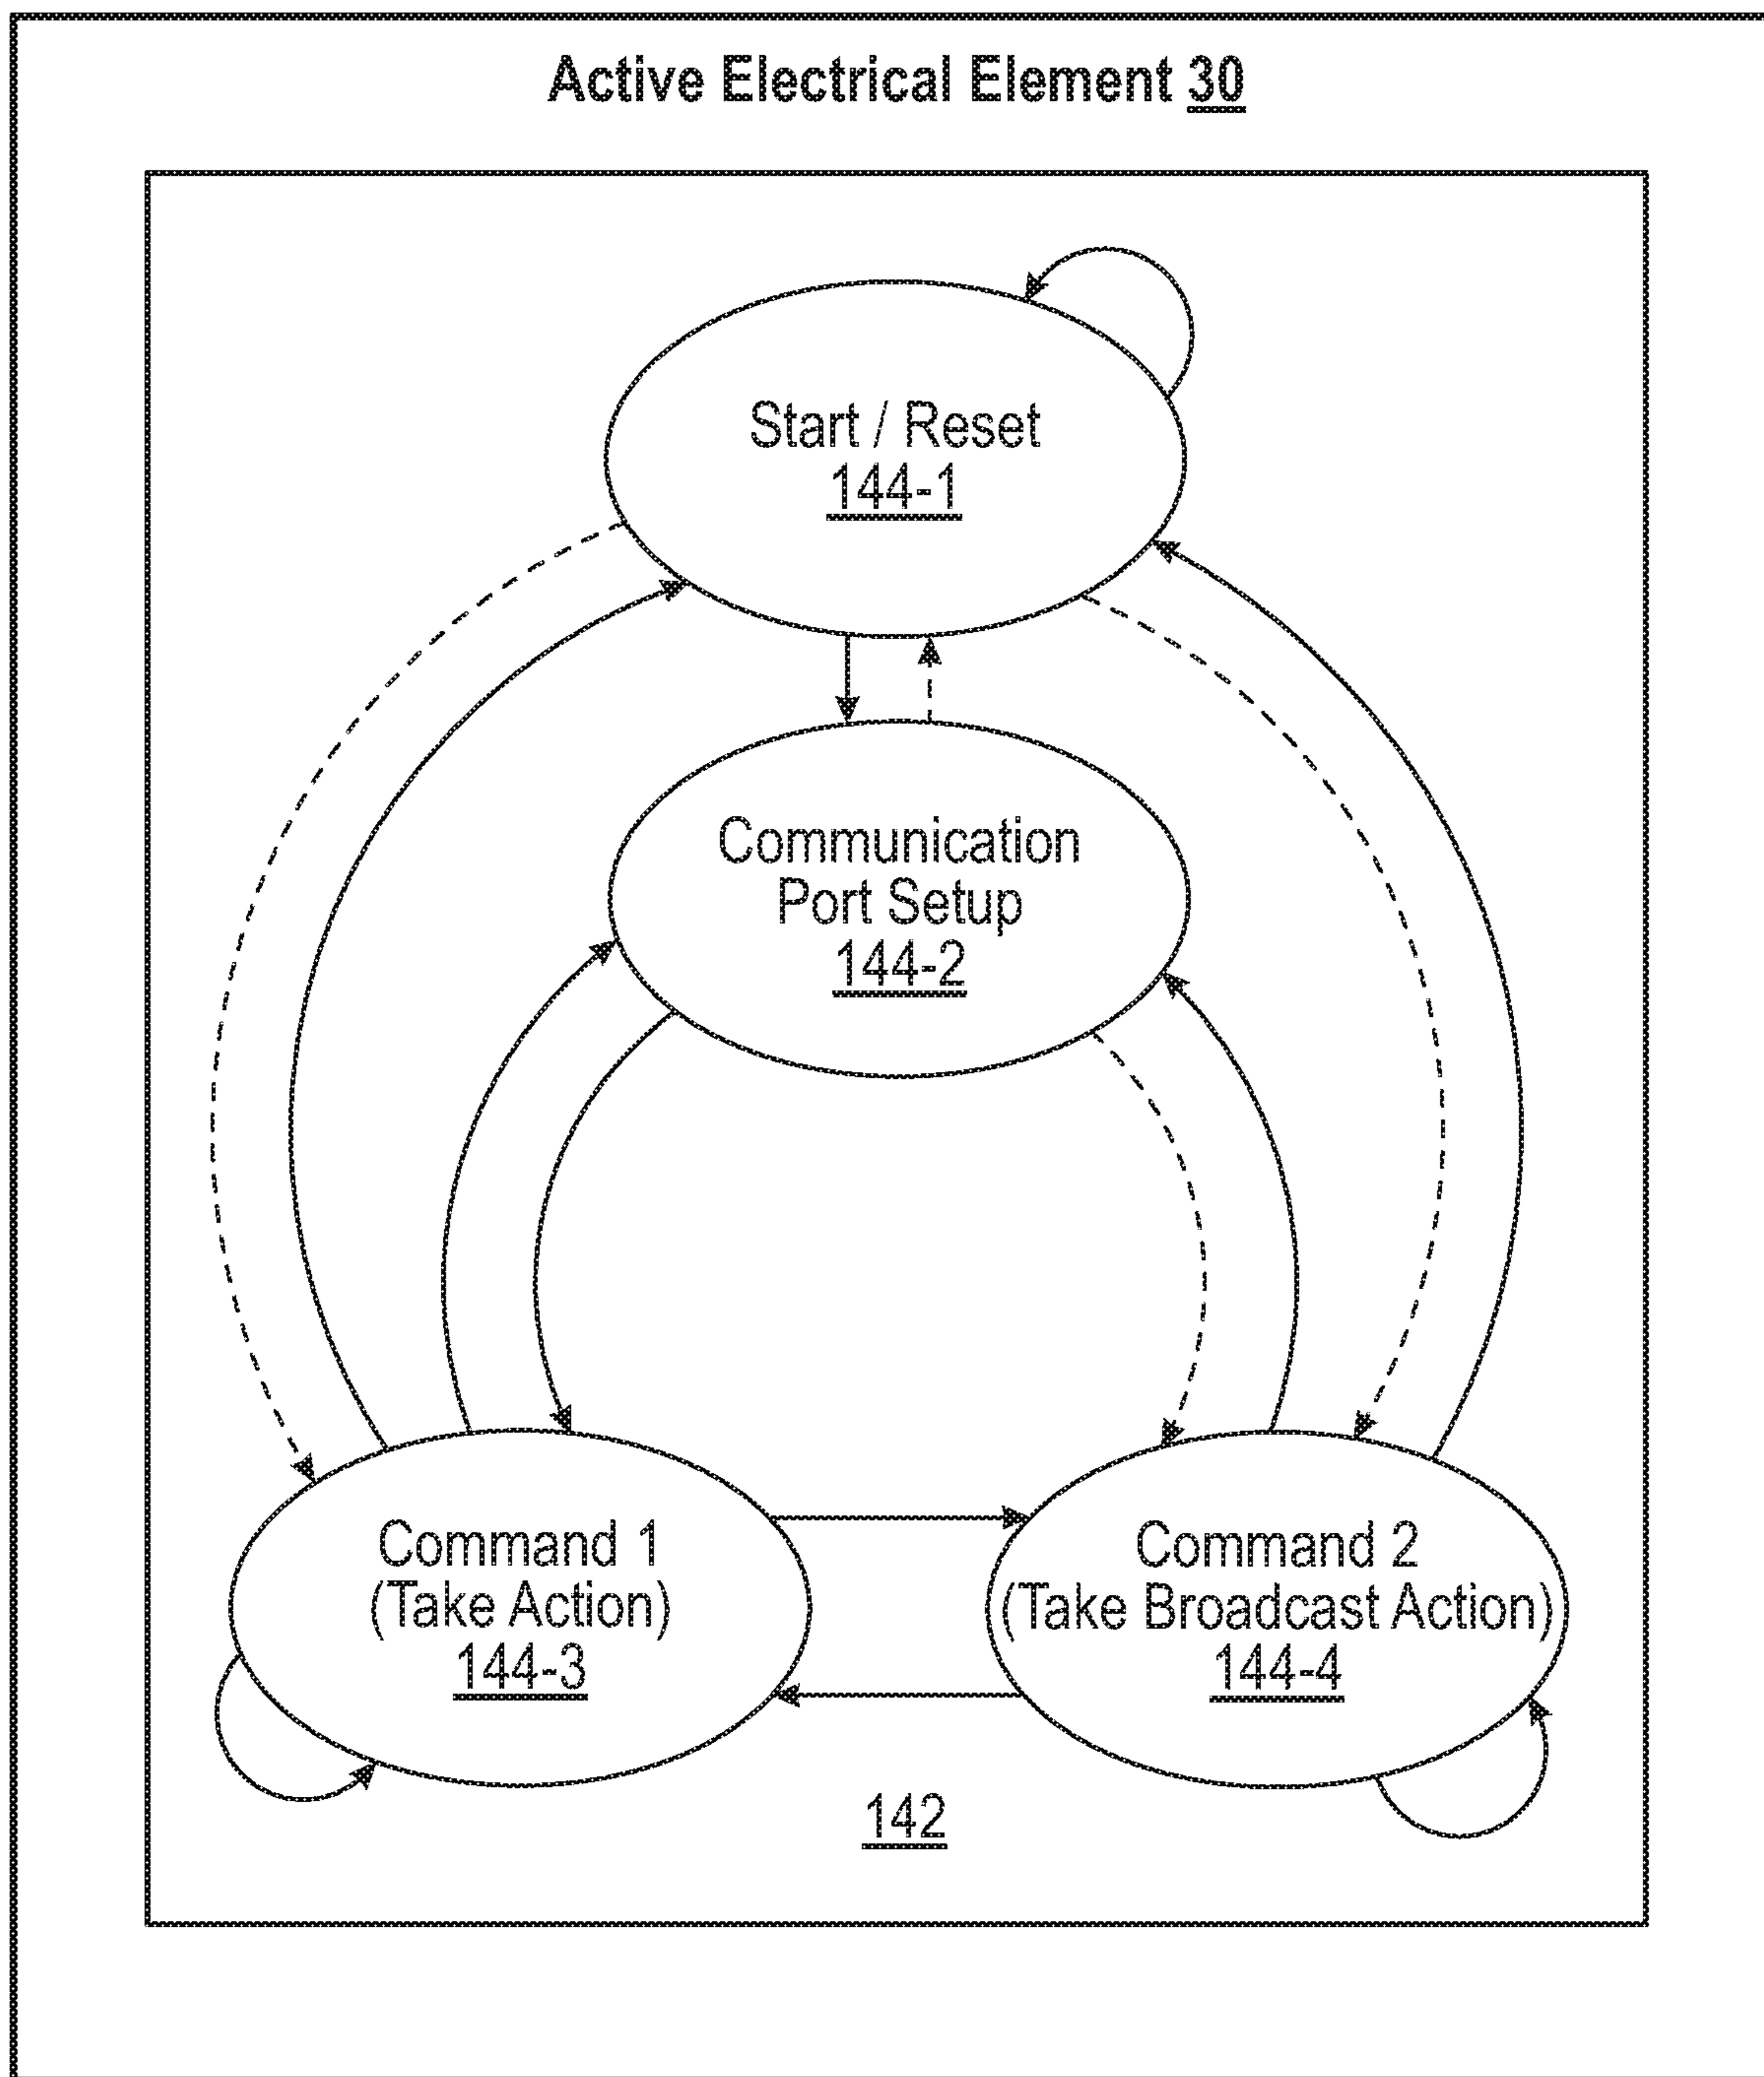 Active Electrical Element 30
Start / Reset
144-1
Communication
Port Setup
144-2
Command 1
(Take Action)
144-3
Command 2
(Take Broadcast Action)
144-4
142